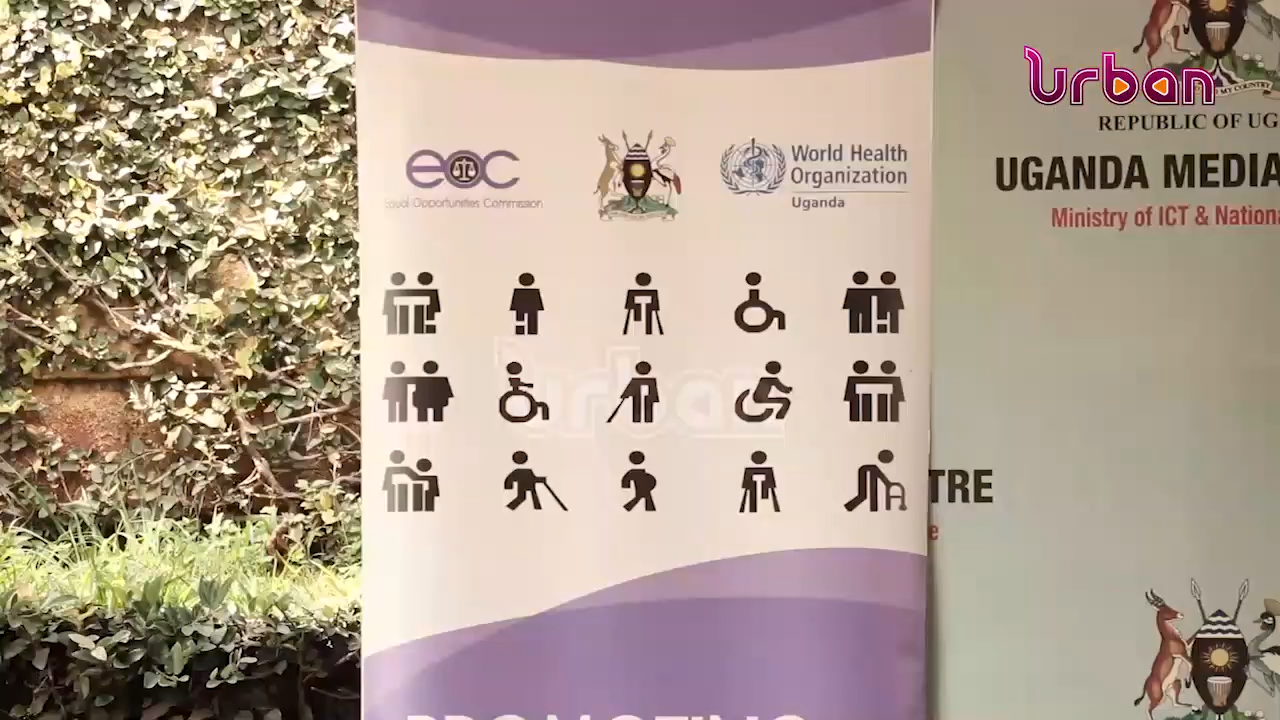 urban
eoc
Equal Opportunities Commission
World Health
Organization
Uganda
REPUBLIC OF UG
UGANDA MEDIA
Ministry of ICT & Nationa
urban
TRE
e
PROMOTING